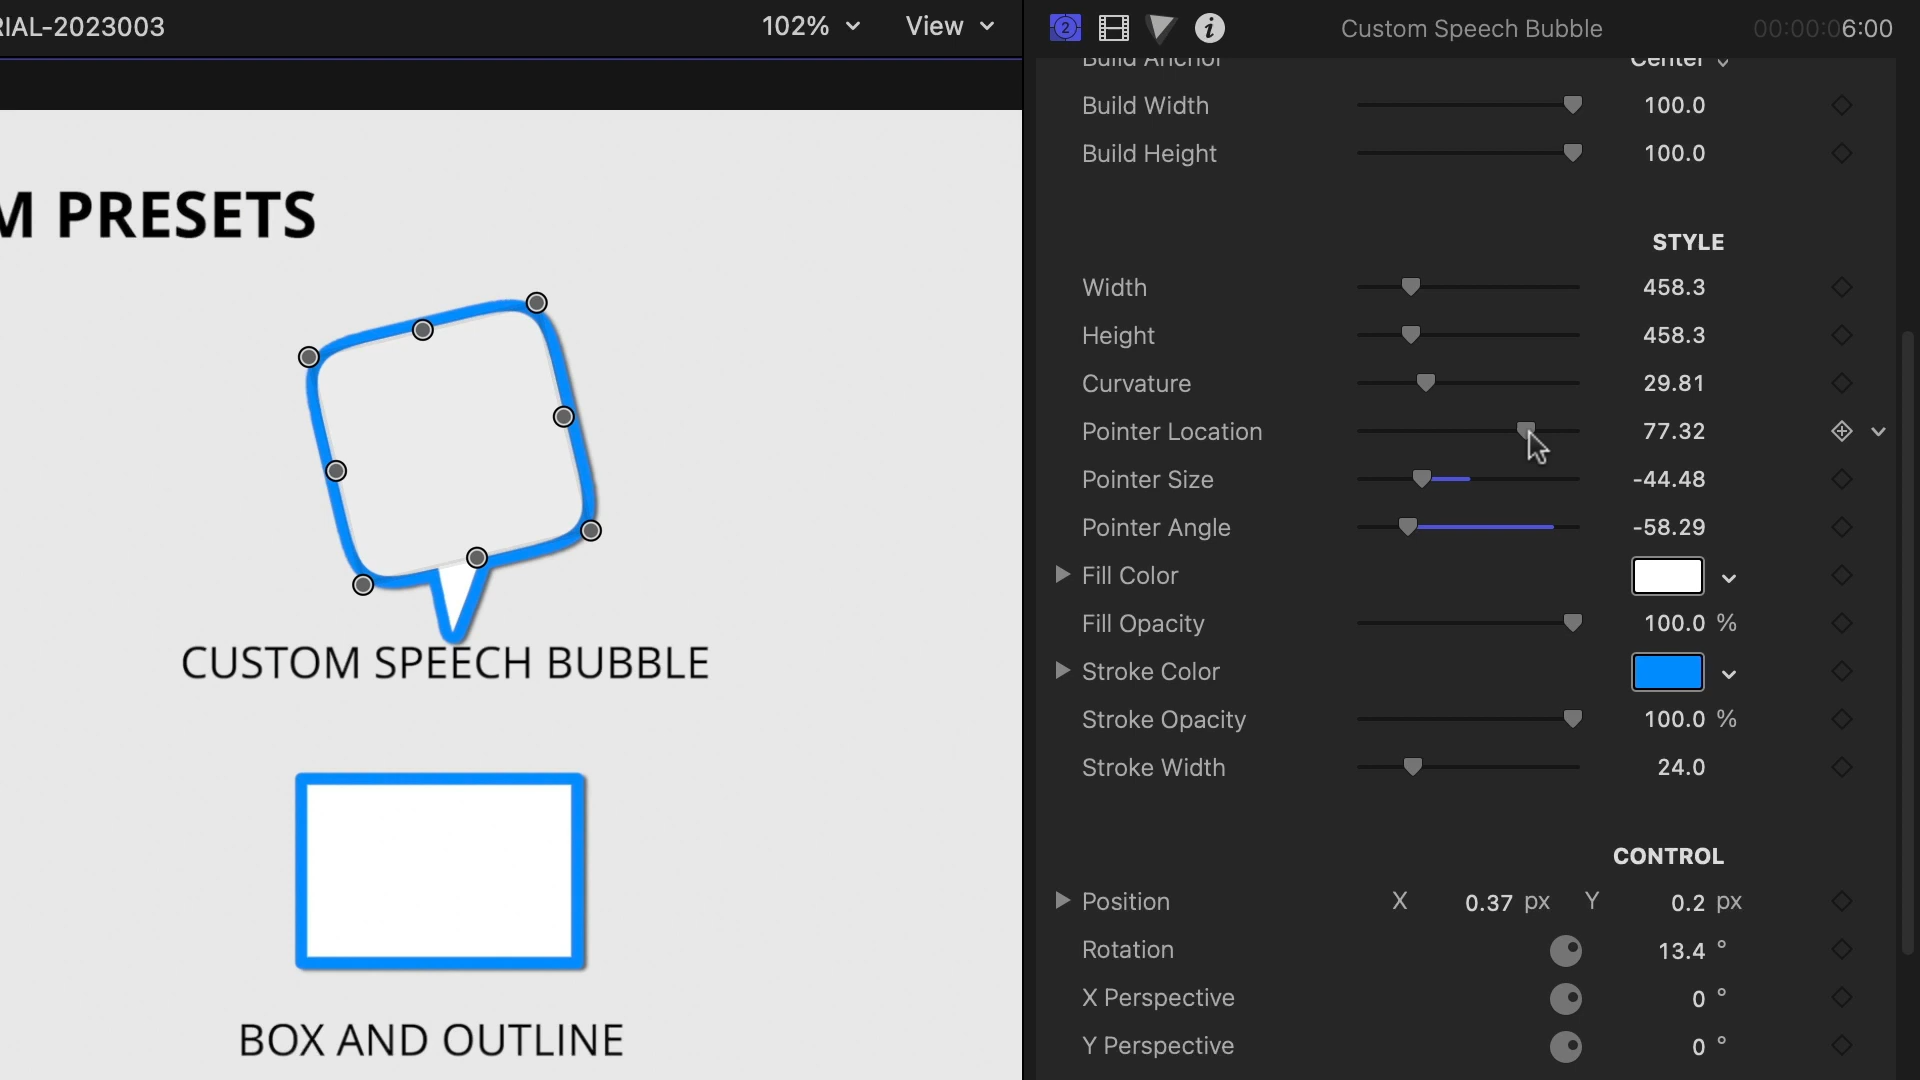 RIAL-2023003
102%
View
2
Custom Speech Bubble
00:00:06:00
Build Anchor
Center
Build Width
100.0
Build Height
100.0
M PRESETS
STYLE
Width
458.3
Height
458.3
Curvature
29.81
Pointer Location
77.32
Pointer Size
-44.48
Pointer Angle
-58.29
Fill Color
Fill Opacity
100.0 %
Stroke Color
Stroke Opacity
100.0 %
Stroke Width
24.0
CUSTOM SPEECH BUBBLE
BOX AND OUTLINE
CONTROL
Position
X 0.37 px Y 0.2 px
Rotation
13.4 °
X Perspective
0 °
Y Perspective
0 °